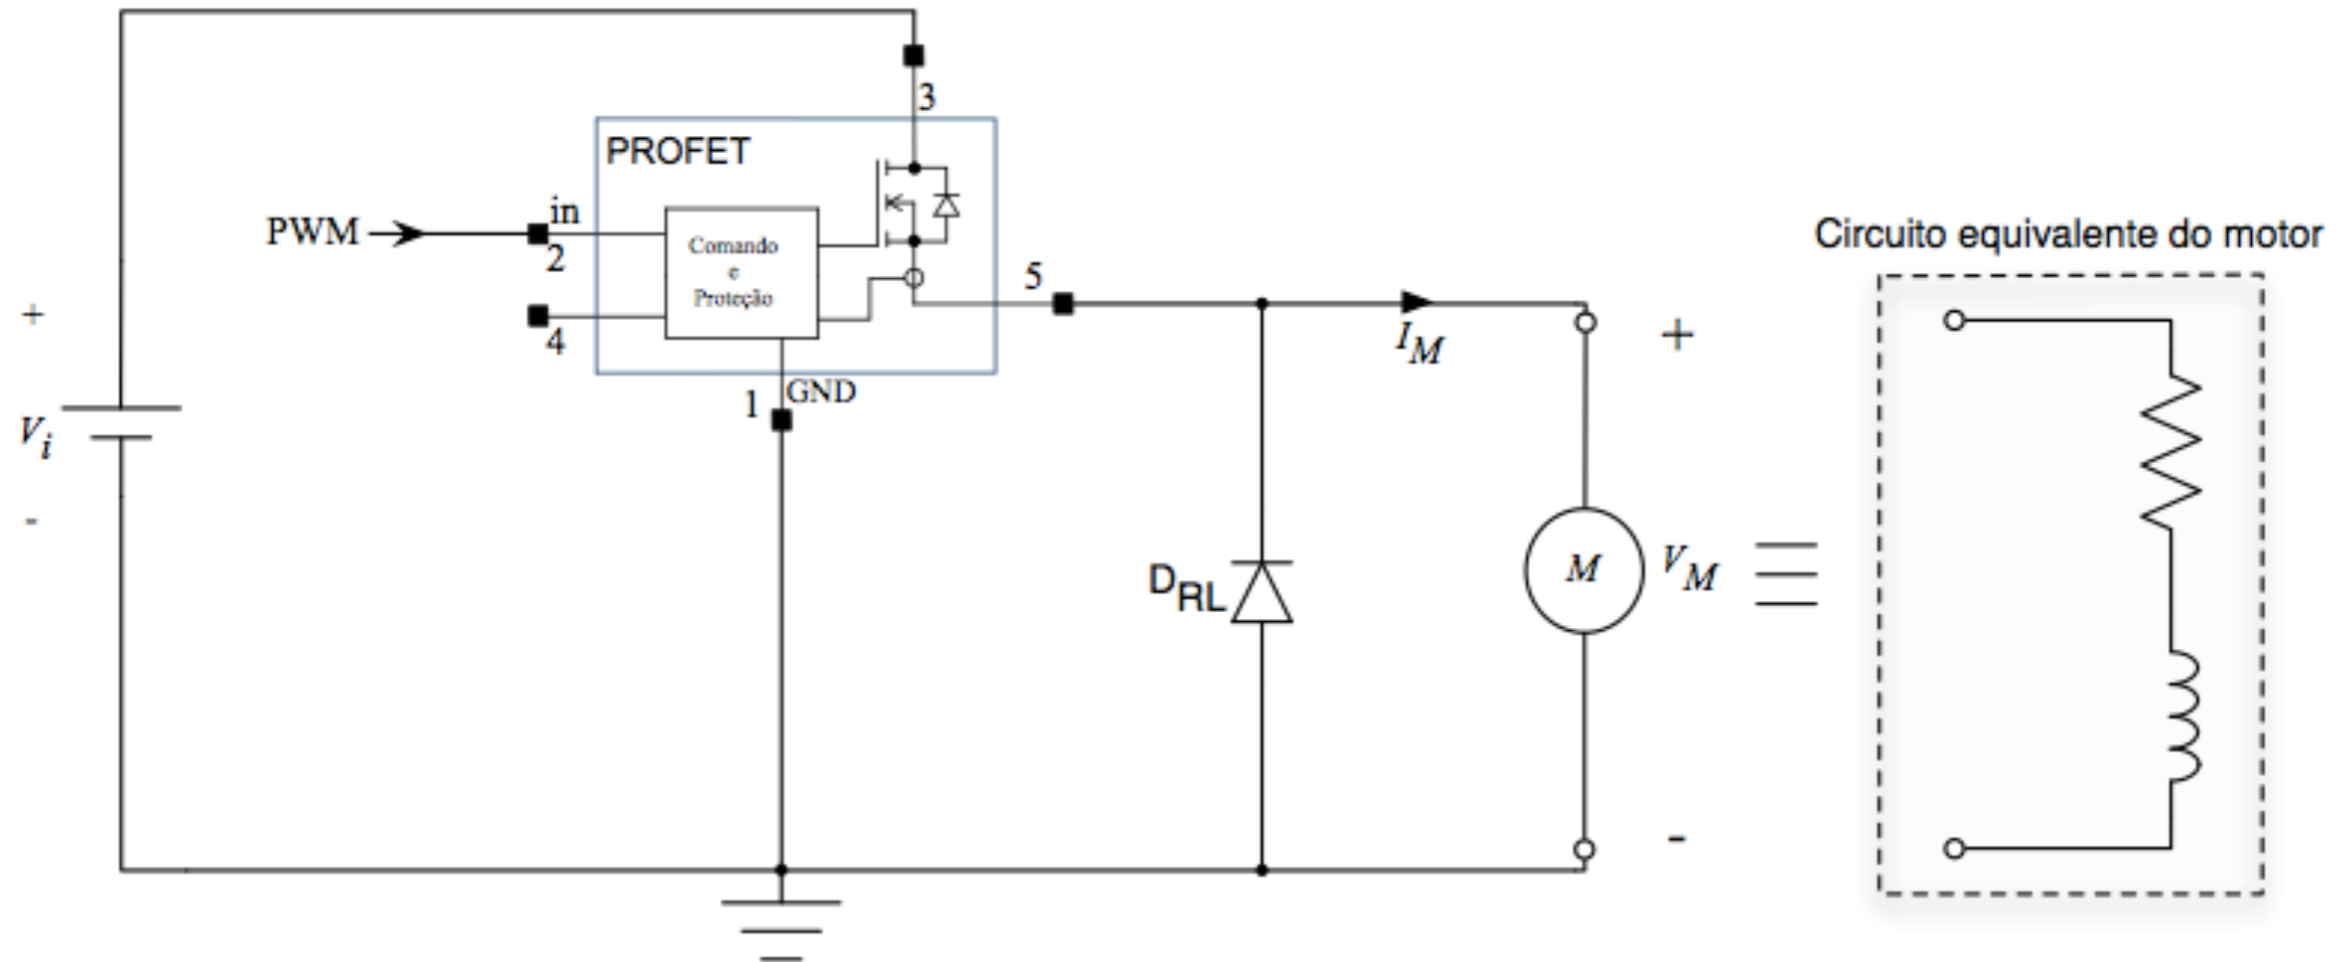 3
PROFET
in
PWM
2
Comando
e
Proteção
4
5
1
GND
+
V_i
-
I_M
+
D_RL
M
V_M
-
Circuito equivalente do motor